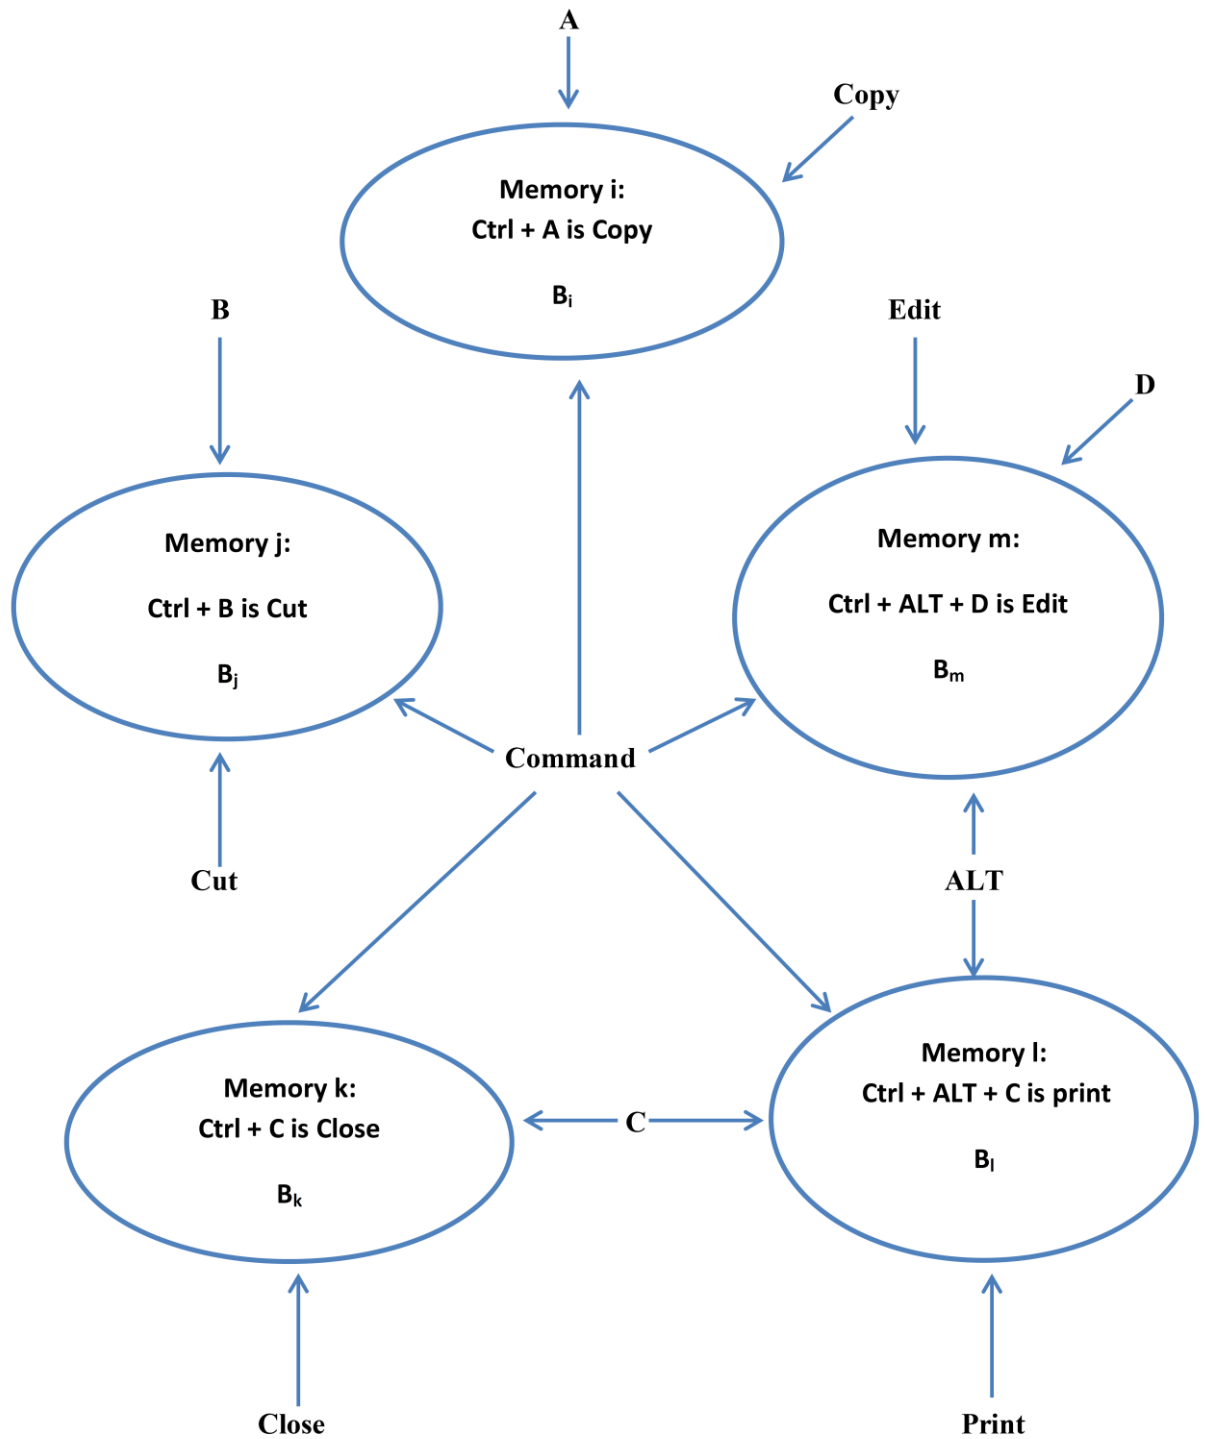 A
Copy
Memory i:
Ctrl + A is Copy
Bᵢ
B
Edit
D
Memory j:
Ctrl + B is Cut
Bⱼ
Memory m:
Ctrl + ALT + D is Edit
Bₘ
Command
Cut
ALT
Memory k:
Ctrl + C is Close
Bₖ
C
Memory l:
Ctrl + ALT + C is print
Bₗ
Close
Print